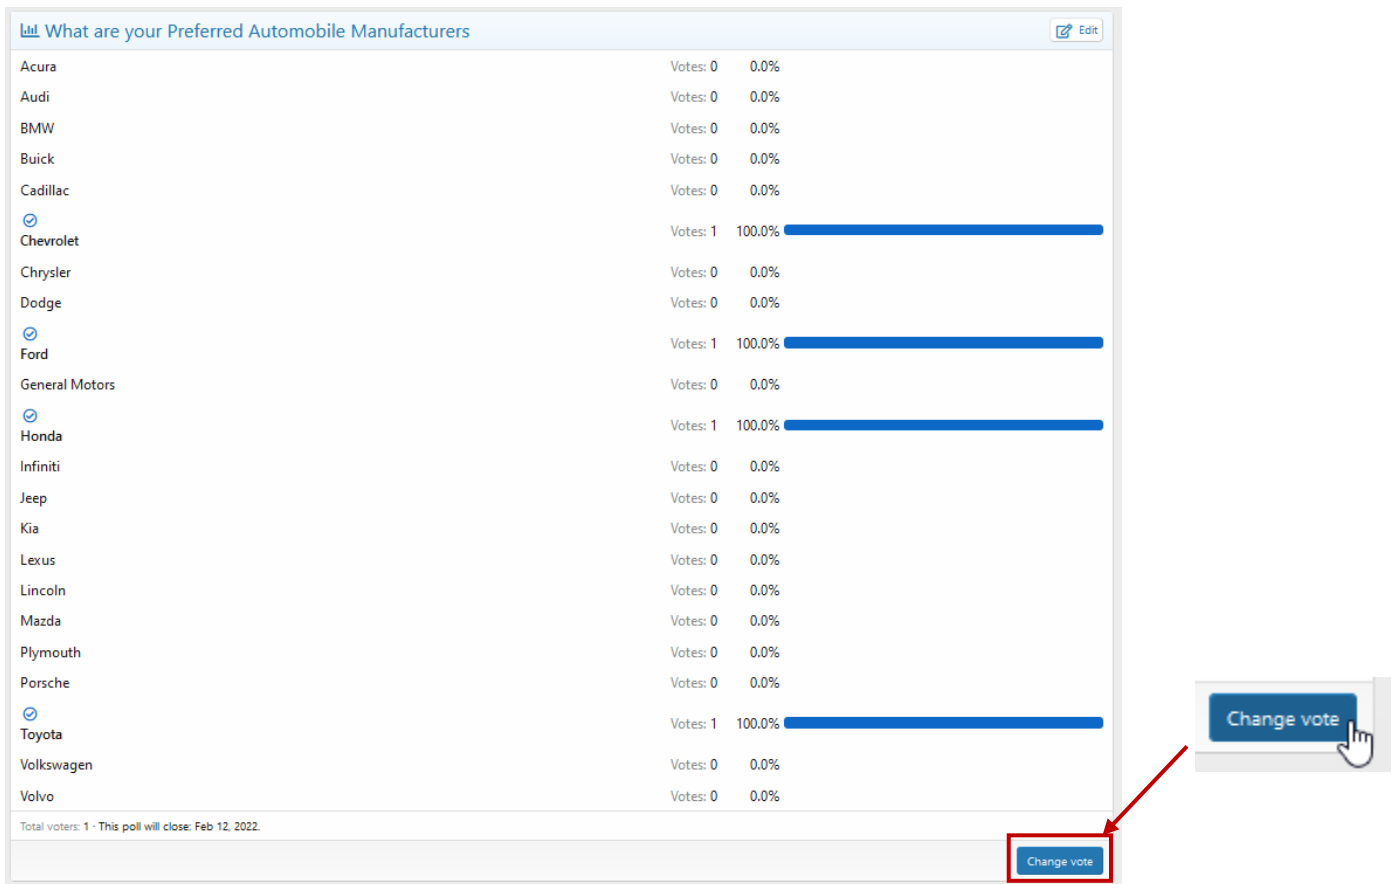 What are your Preferred Automobile Manufacturers Edit
Acura Votes: 0 0.0%
Audi Votes: 0 0.0%
BMW Votes: 0 0.0%
Buick Votes: 0 0.0%
Cadillac Votes: 0 0.0%
Chevrolet Votes: 1 100.0%
Chrysler Votes: 0 0.0%
Dodge Votes: 0 0.0%
Ford Votes: 1 100.0%
General Motors Votes: 0 0.0%
Honda Votes: 1 100.0%
Infiniti Votes: 0 0.0%
Jeep Votes: 0 0.0%
Kia Votes: 0 0.0%
Lexus Votes: 0 0.0%
Lincoln Votes: 0 0.0%
Mazda Votes: 0 0.0%
Plymouth Votes: 0 0.0%
Porsche Votes: 0 0.0%
Toyota Votes: 1 100.0%
Volkswagen Votes: 0 0.0%
Volvo Votes: 0 0.0%
Total voters: 1 · This poll will close: Feb 12, 2022.
Change vote
Change vote